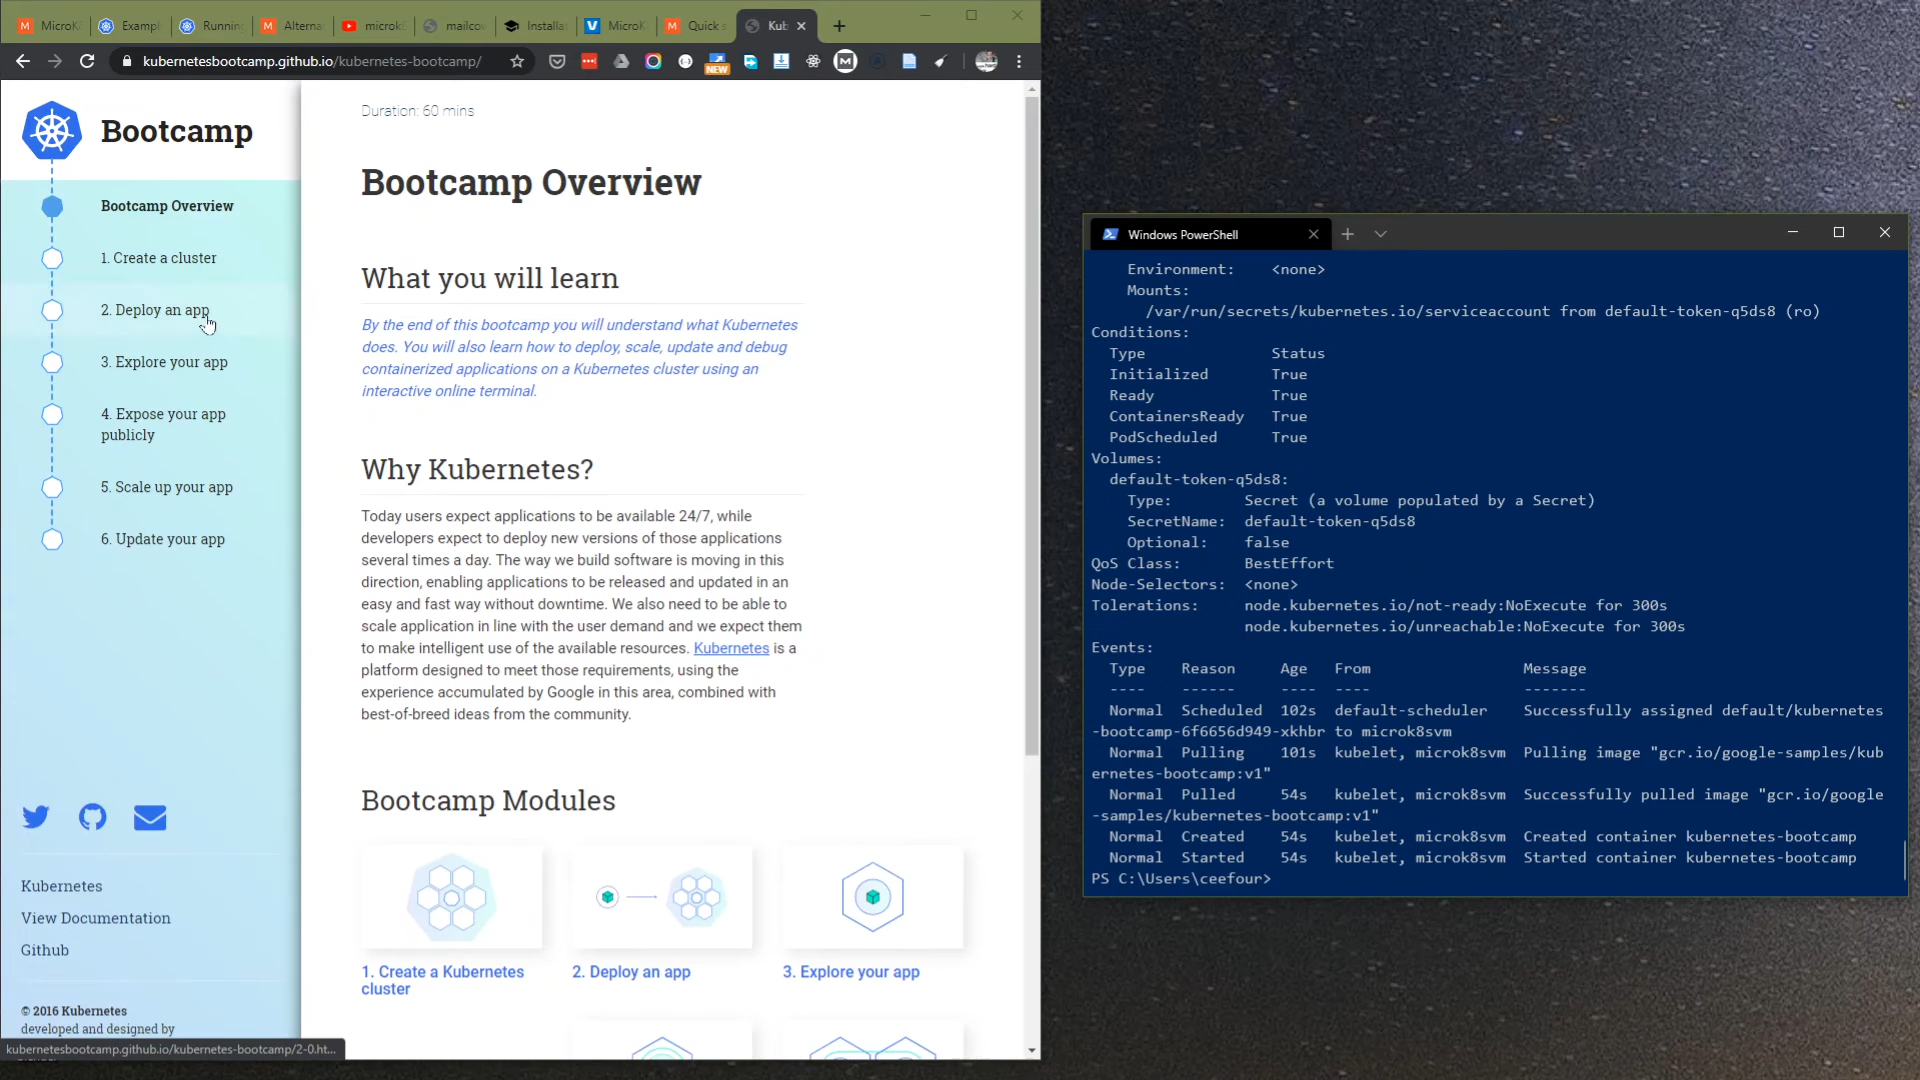 MicroK
Exampl
Running
Alterna
microk
mailcow
Installat
MicroK
Quick s
Kub
kubernetesbootcamp.github.io/kubernetes-bootcamp/
NEW
Bootcamp
Bootcamp Overview
1. Create a cluster
2. Deploy an app
3. Explore your app
4. Expose your app
publicly
5. Scale up your app
6. Update your app
Kubernetes
View Documentation
Github
© 2016 Kubernetes
developed and designed by
kubernetesbootcamp.github.io/kubernetes-bootcamp/2-0.ht...
Duration: 60 mins
Bootcamp Overview
What you will learn
By the end of this bootcamp you will understand what Kubernetes
does. You will also learn how to deploy, scale, update and debug
containerized applications on a Kubernetes cluster using an
interactive online terminal.
Why Kubernetes?
Today users expect applications to be available 24/7, while
developers expect to deploy new versions of those applications
several times a day. The way we build software is moving in this
direction, enabling applications to be released and updated in an
easy and fast way without downtime. We also need to be able to
scale application in line with the user demand and we expect them
to make intelligent use of the available resources. Kubernetes is a
platform designed to meet those requirements, using the
experience accumulated by Google in this area, combined with
best-of-breed ideas from the community.
Bootcamp Modules
1. Create a Kubernetes
cluster
2. Deploy an app
3. Explore your app
Windows PowerShell
Environment: <none>
Mounts:
/var/run/secrets/kubernetes.io/serviceaccount from default-token-q5ds8 (ro)
Conditions:
Type Status
Initialized True
Ready True
ContainersReady True
PodScheduled True
Volumes:
default-token-q5ds8:
Type: Secret (a volume populated by a Secret)
SecretName: default-token-q5ds8
Optional: false
QoS Class: BestEffort
Node-Selectors: <none>
Tolerations: node.kubernetes.io/not-ready:NoExecute for 300s
node.kubernetes.io/unreachable:NoExecute for 300s
Events:
Type Reason Age From Message
---- ------ ---- ---- -------
Normal Scheduled 102s default-scheduler Successfully assigned default/kubernetes
-bootcamp-6f6656d949-xkhbr to microk8svm
Normal Pulling 101s kubelet, microk8svm Pulling image "gcr.io/google-samples/kub
ernetes-bootcamp:v1"
Normal Pulled 54s kubelet, microk8svm Successfully pulled image "gcr.io/google
-samples/kubernetes-bootcamp:v1"
Normal Created 54s kubelet, microk8svm Created container kubernetes-bootcamp
Normal Started 54s kubelet, microk8svm Started container kubernetes-bootcamp
PS C:\Users\ceefour>